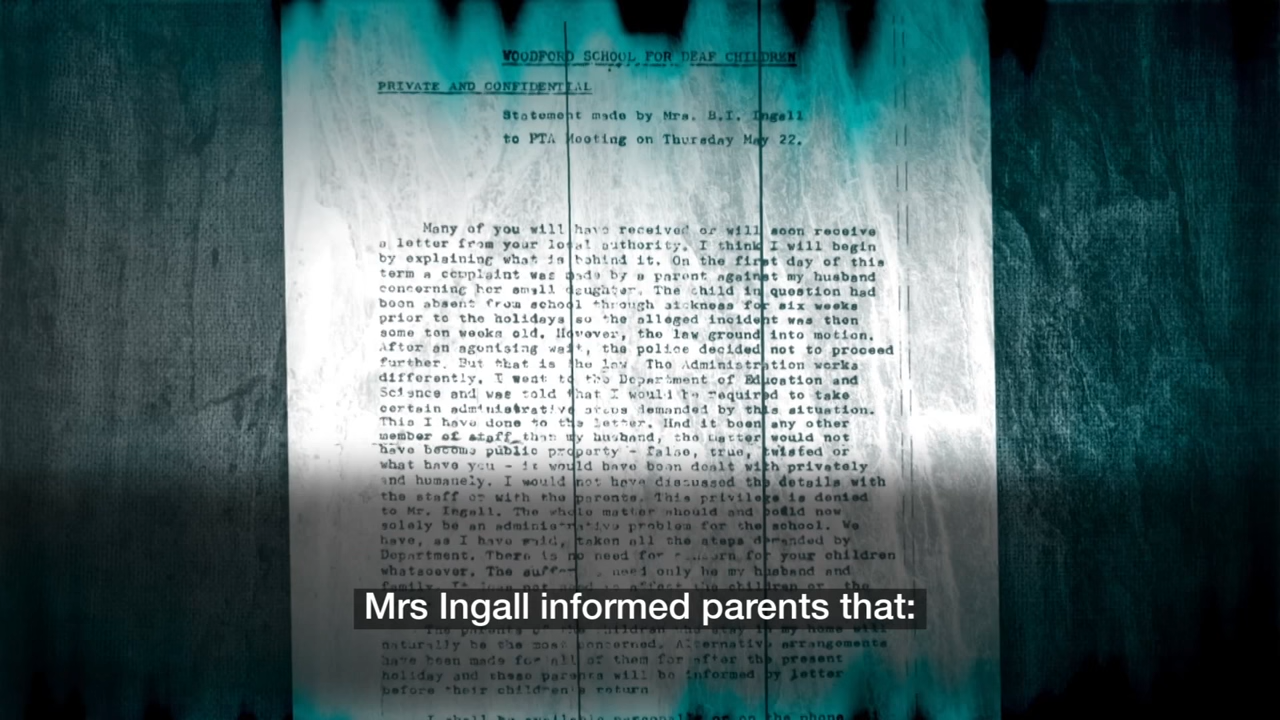 WOODFORD SCHOOL FOR DEAF CHILDREN
PRIVATE AND CONFIDENTIAL
Statement made by Mrs. B.I. Ingall
to PTA Meeting on Thursday May 22.
Many of you will have received or will soon receive
a letter from your local authority. I think I will begin
by explaining what is behind it. On the first day of this
term a complaint was made by a parent against my husband
concerning her small daughter. The child in question had
been absent from school through sickness for six weeks
prior to the holidays so the alleged incident was then
some ten weeks old. However, the law ground into motion.
After an agonising wait, the police decided not to proceed
further. But that is the law. The Administration works
differently. I went to the Department of Education and
Science and was told that I would be required to take
certain administrative steps demanded by this situation.
This I have done to the letter. Had it been any other
member of staff than my husband, the matter would not
have become public property - false, true, twisted or
what have you - it would have been dealt with privately
and humanely. I would not have discussed the details with
the staff or with the parents. This privilege is denied
to Mr. Ingall. The whole matter should and could now
solely be an administrative problem for the school. We
have, as I have said, taken all the steps demanded by
Department. There is no need for concern for your children
whatsoever. The need only be my husband and
family. It
Mrs Ingall informed parents that:
The parents of the children who stay in my home will
naturally be the most concerned. Alternative arrangements
have been made for all of them for after the present
holiday and these parents will be informed by letter
before their children's return
I shall be available personally or on the phone